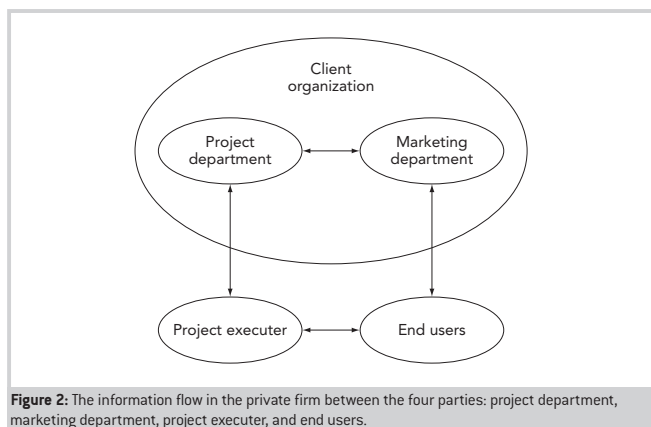 Client
organization
Project
department
Marketing
department
Project executer
End users
Figure 2: The information flow in the private firm between the four parties: project department,
marketing department, project executer, and end users.